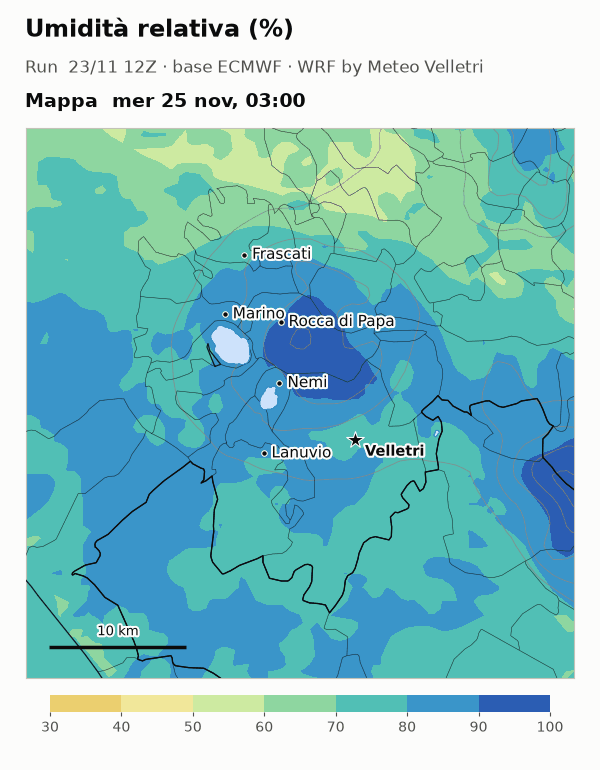 Umidità relativa (%)
Run  23/11 12Z · base ECMWF · WRF by Meteo Velletri
Mappa  mer 25 nov, 03:00
Frascati
Marino
Rocca di Papa
Nemi
Velletri
Lanuvio
10 km
30 40 50 60 70 80 90 100